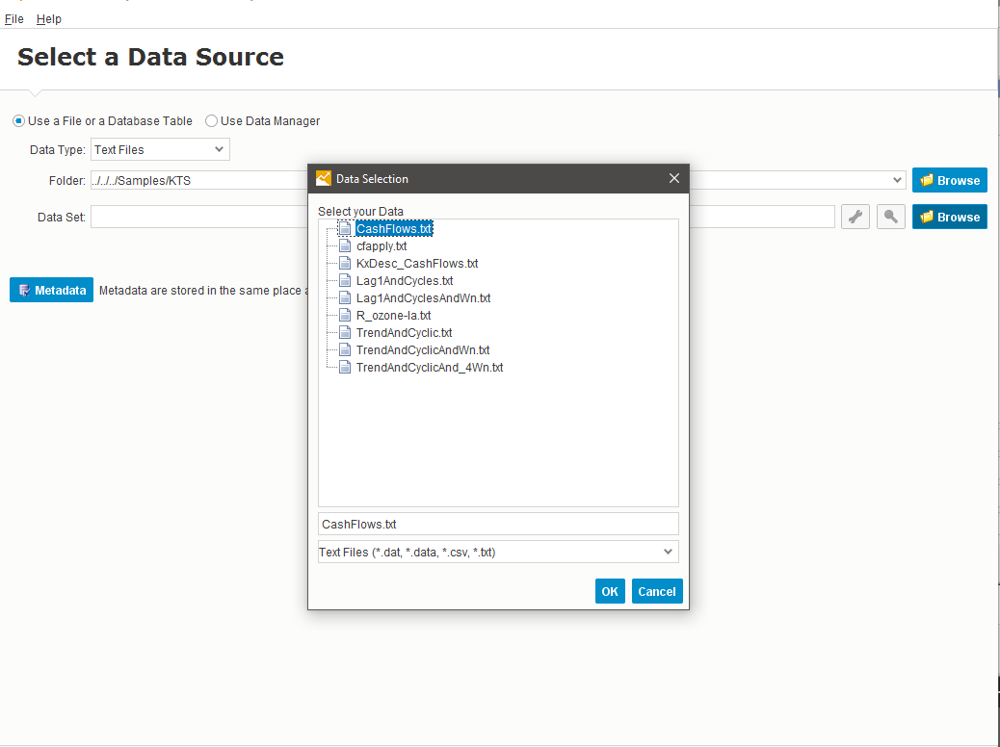 File Help
Select a Data Source
Use a File or a Database Table Use Data Manager
Data Type: Text Files
Folder: ../../../Samples/KTS Browse
Data Set: Browse
Metadata Metadata are stored in the same place
Data Selection
Select your Data
CashFlows.txt
cfapply.txt
KxDesc_CashFlows.txt
Lag1AndCycles.txt
Lag1AndCyclesAndWn.txt
R_ozone-la.txt
TrendAndCyclic.txt
TrendAndCyclicAndWn.txt
TrendAndCyclicAnd_4Wn.txt
CashFlows.txt
Text Files (*.dat, *.data, *.csv, *.txt)
OK Cancel